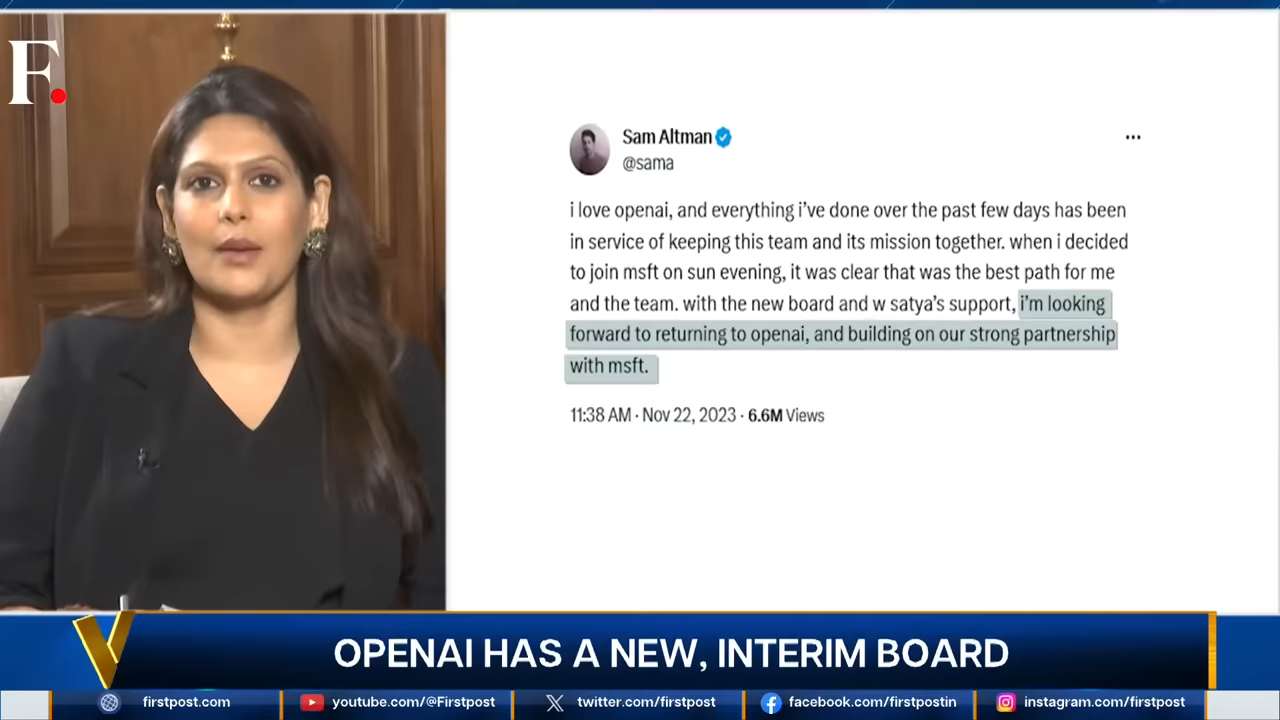 F.
Sam Altman
@sama
i love openai, and everything i've done over the past few days has been
in service of keeping this team and its mission together. when i decided
to join msft on sun evening, it was clear that was the best path for me
and the team. with the new board and w satya's support, i'm looking
forward to returning to openai, and building on our strong partnership
with msft.
11:38 AM · Nov 22, 2023 · 6.6M Views
V
OPENAI HAS A NEW, INTERIM BOARD
firstpost.com
youtube.com/@Firstpost
twitter.com/firstpost
facebook.com/firstpostin
instagram.com/firstpost